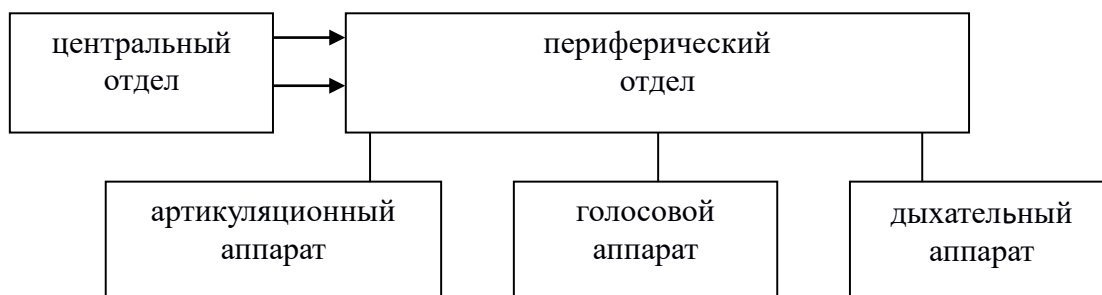 центральный
отдел
периферический
отдел
артикуляционный
аппарат
голосовой
аппарат
дыхательный
аппарат